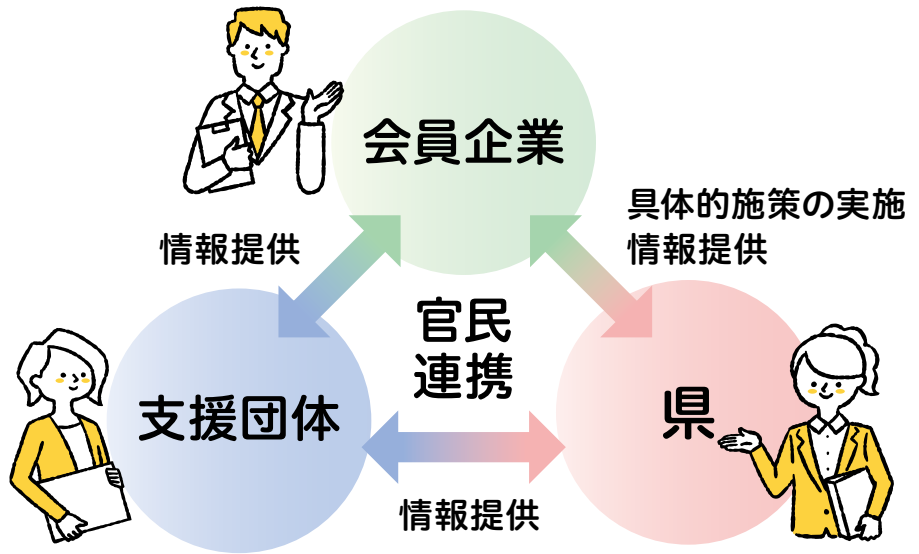 会員企業
具体的施策の実施
情報提供
情報提供
官民
連携
支援団体
県
情報提供